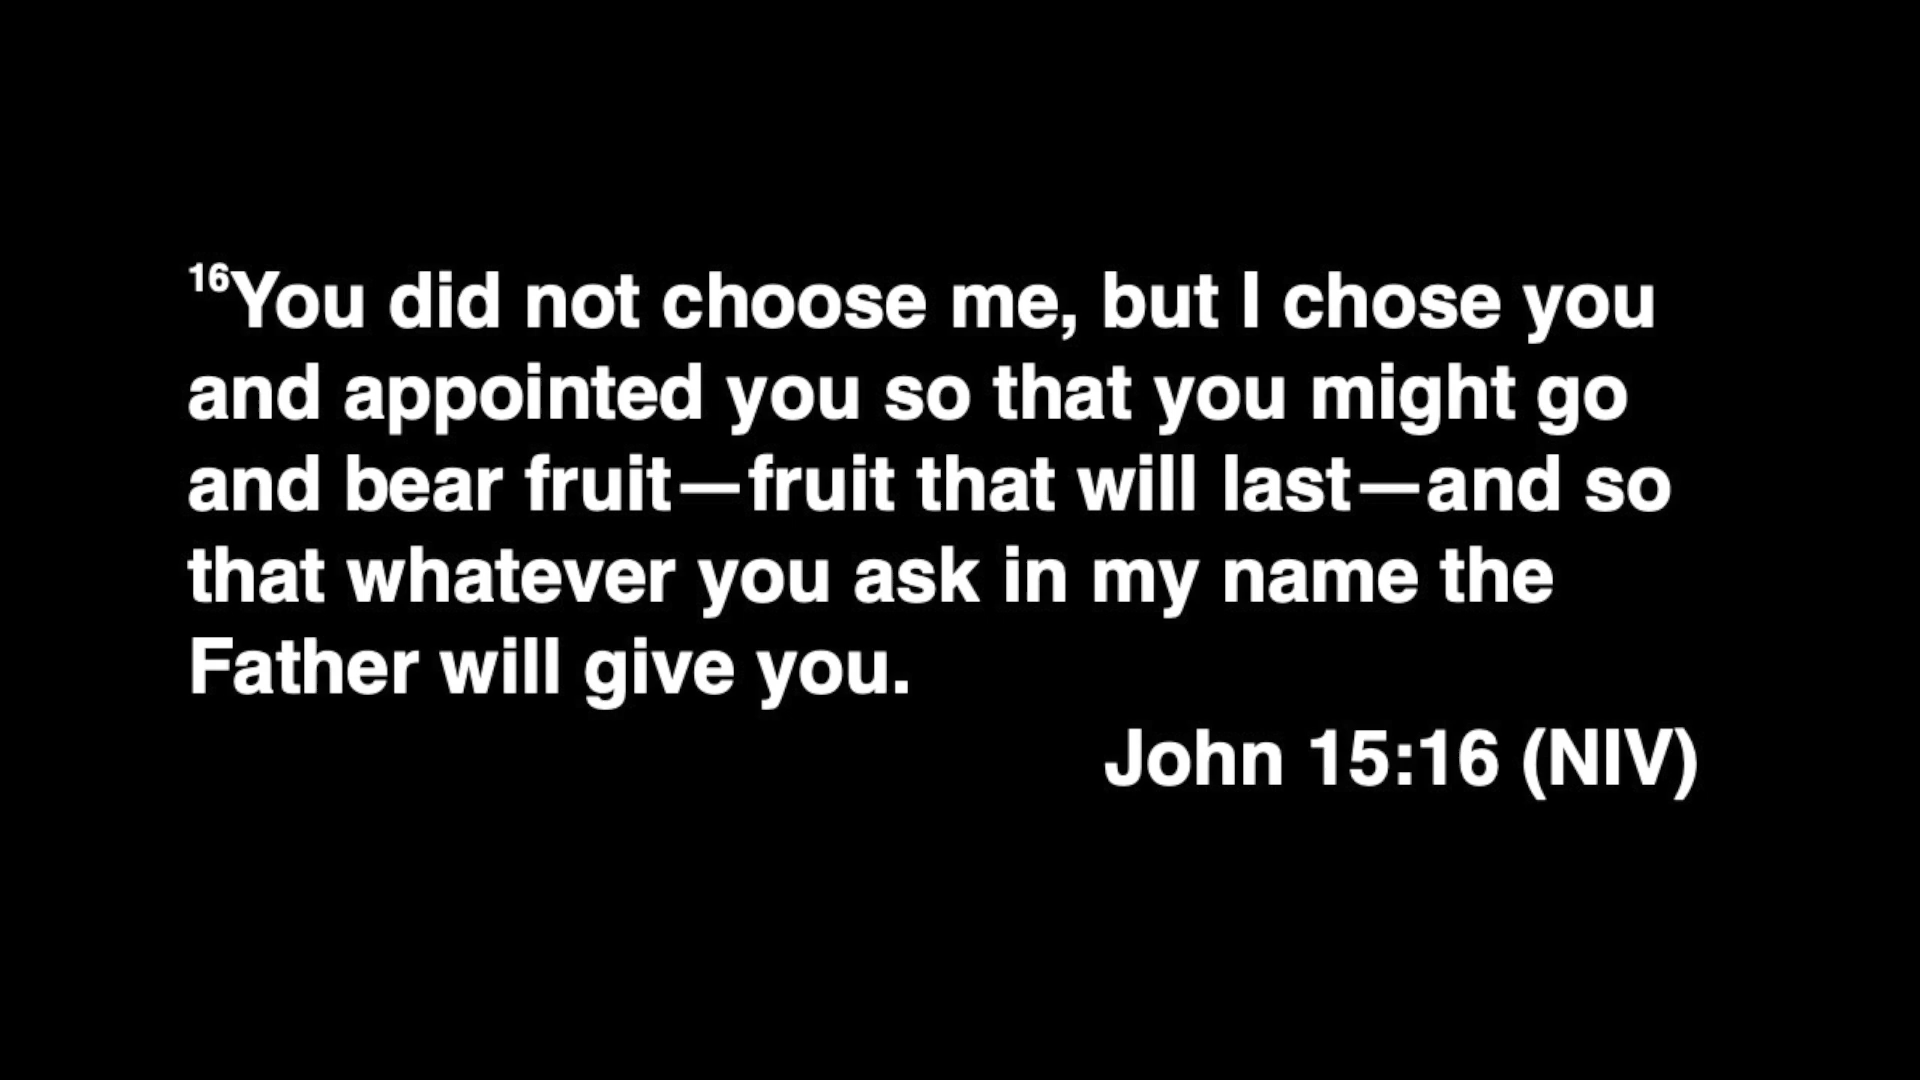 ¹⁶You did not choose me, but I chose you
and appointed you so that you might go
and bear fruit—fruit that will last—and so
that whatever you ask in my name the
Father will give you.
John 15:16 (NIV)